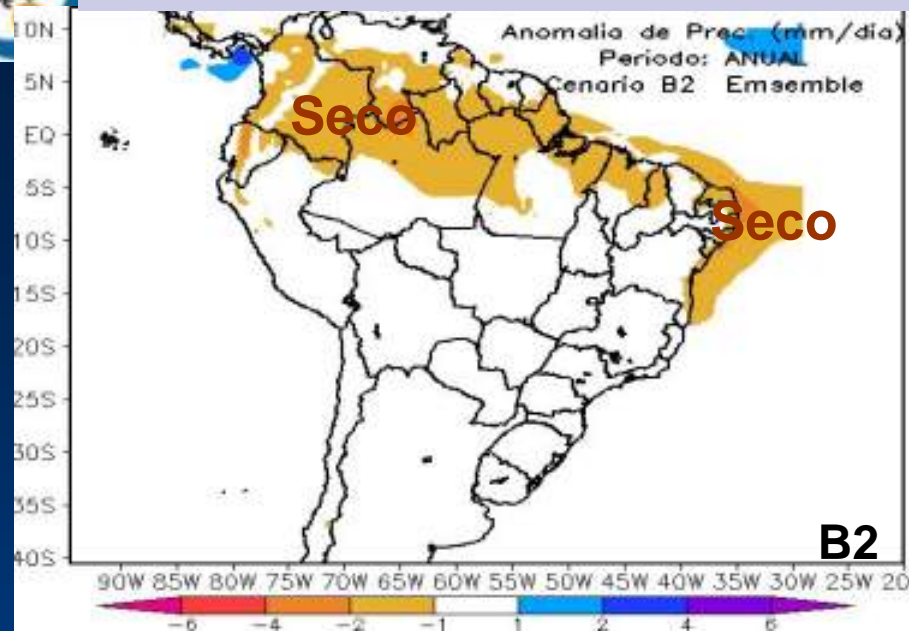 Anomalia de Prec. (mm/dia)
Periodo: ANUAL
Cenario B2 Emsemble
10N
5N
EQ
5S
10S
15S
20S
25S
30S
35S
40S
Seco
Seco
B2
90W 85W 80W 75W 70W 65W 60W 55W 50W 45W 40W 35W 30W 25W 20
-6 -4 -2 -1 1 2 4 6